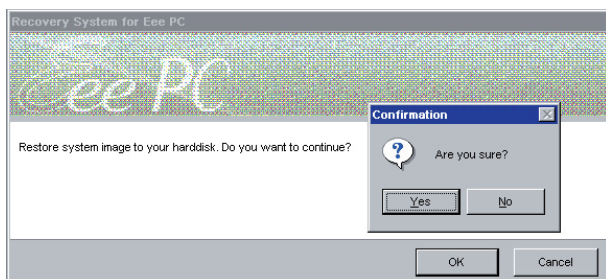 Recovery System for Eee PC
Eee PC
Confirmation
Restore system image to your harddisk. Do you want to continue?
Are you sure?
Yes
No
OK
Cancel